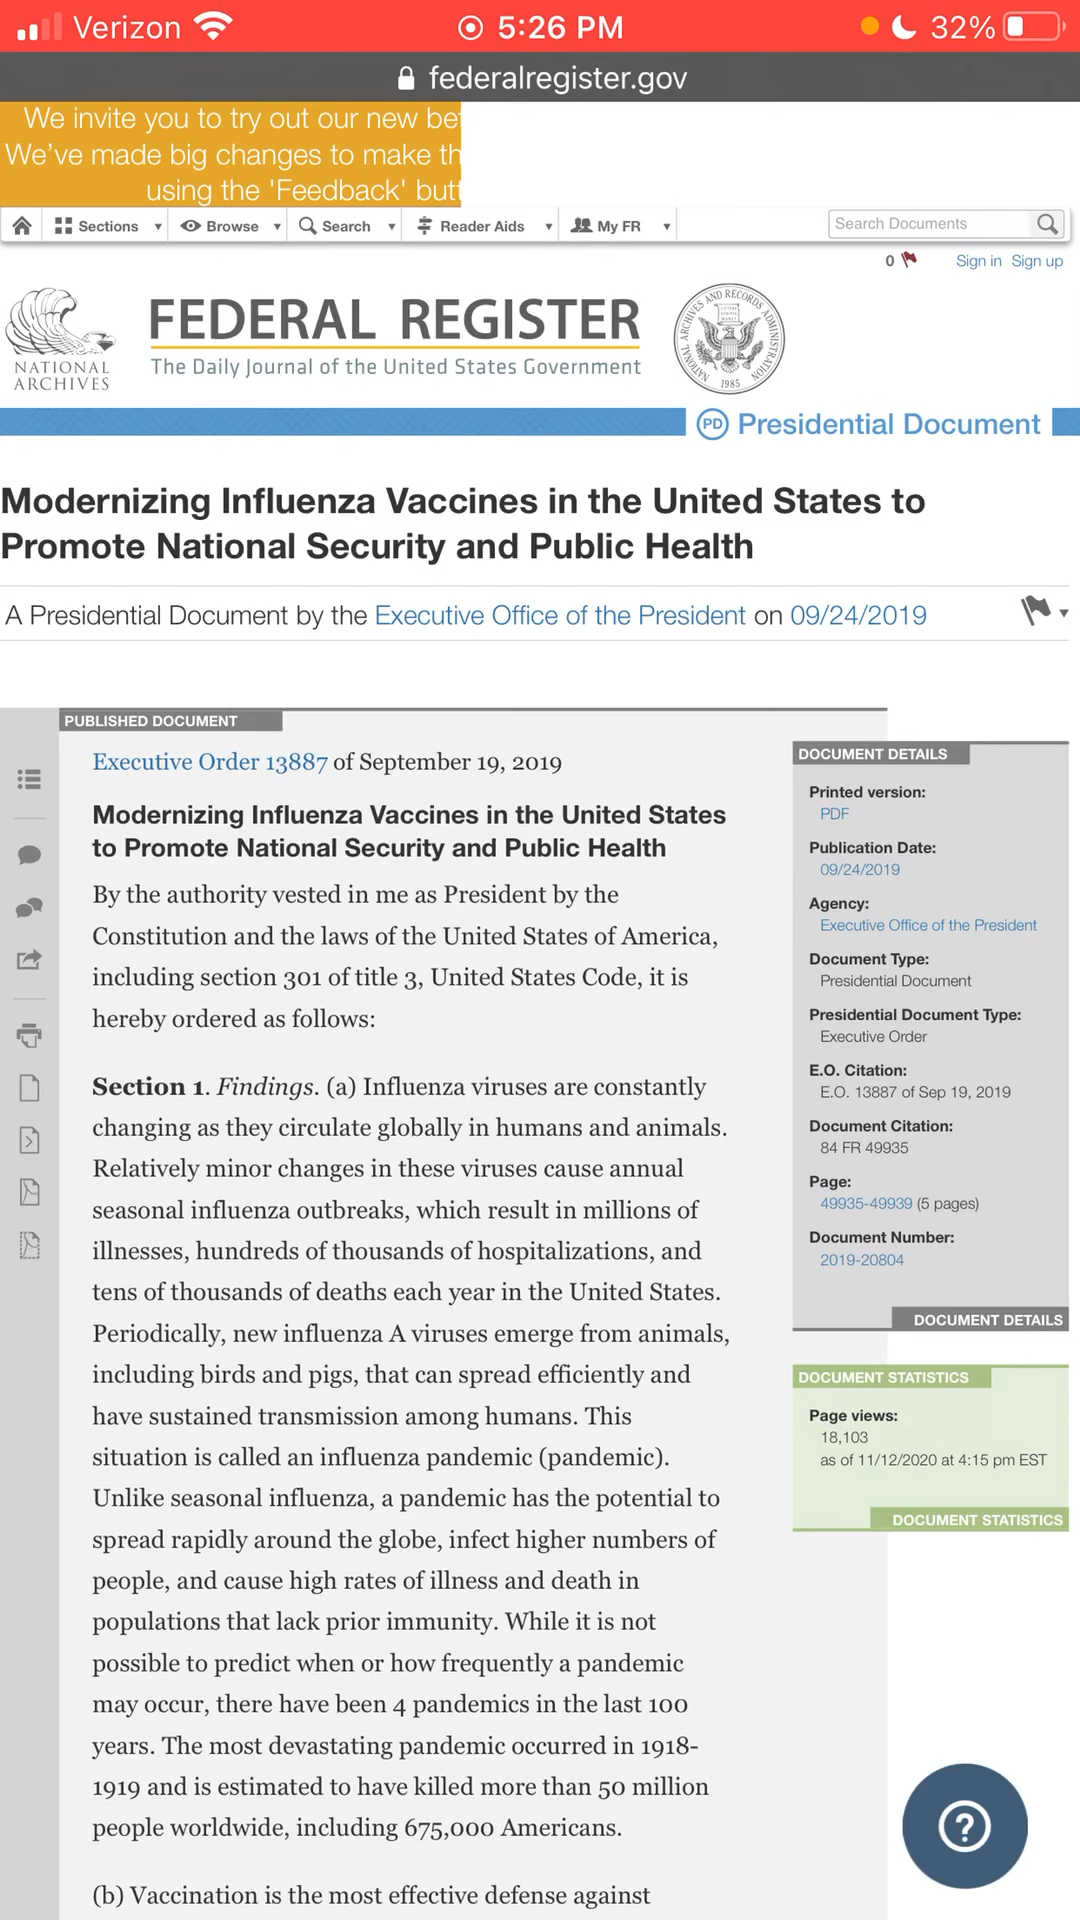 Verizon 5:26 PM 32%
federalregister.gov
We invite you to try out our new be
We've made big changes to make th
using the 'Feedback' but
Sections Browse Search Reader Aids My FR Search Documents
0 Sign in Sign up
NATIONAL ARCHIVES
FEDERAL REGISTER
The Daily Journal of the United States Government
NATIONAL ARCHIVES AND RECORDS ADMINISTRATION
1985
PD Presidential Document
Modernizing Influenza Vaccines in the United States to
Promote National Security and Public Health
A Presidential Document by the Executive Office of the President on 09/24/2019
PUBLISHED DOCUMENT
Executive Order 13887 of September 19, 2019
Modernizing Influenza Vaccines in the United States
to Promote National Security and Public Health
By the authority vested in me as President by the
Constitution and the laws of the United States of America,
including section 301 of title 3, United States Code, it is
hereby ordered as follows:
Section 1. Findings. (a) Influenza viruses are constantly
changing as they circulate globally in humans and animals.
Relatively minor changes in these viruses cause annual
seasonal influenza outbreaks, which result in millions of
illnesses, hundreds of thousands of hospitalizations, and
tens of thousands of deaths each year in the United States.
Periodically, new influenza A viruses emerge from animals,
including birds and pigs, that can spread efficiently and
have sustained transmission among humans. This
situation is called an influenza pandemic (pandemic).
Unlike seasonal influenza, a pandemic has the potential to
spread rapidly around the globe, infect higher numbers of
people, and cause high rates of illness and death in
populations that lack prior immunity. While it is not
possible to predict when or how frequently a pandemic
may occur, there have been 4 pandemics in the last 100
years. The most devastating pandemic occurred in 1918-
1919 and is estimated to have killed more than 50 million
people worldwide, including 675,000 Americans.
(b) Vaccination is the most effective defense against
DOCUMENT DETAILS
Printed version:
PDF
Publication Date:
09/24/2019
Agency:
Executive Office of the President
Document Type:
Presidential Document
Presidential Document Type:
Executive Order
E.O. Citation:
E.O. 13887 of Sep 19, 2019
Document Citation:
84 FR 49935
Page:
49935-49939 (5 pages)
Document Number:
2019-20804
DOCUMENT DETAILS
DOCUMENT STATISTICS
Page views:
18,103
as of 11/12/2020 at 4:15 pm EST
DOCUMENT STATISTICS
?